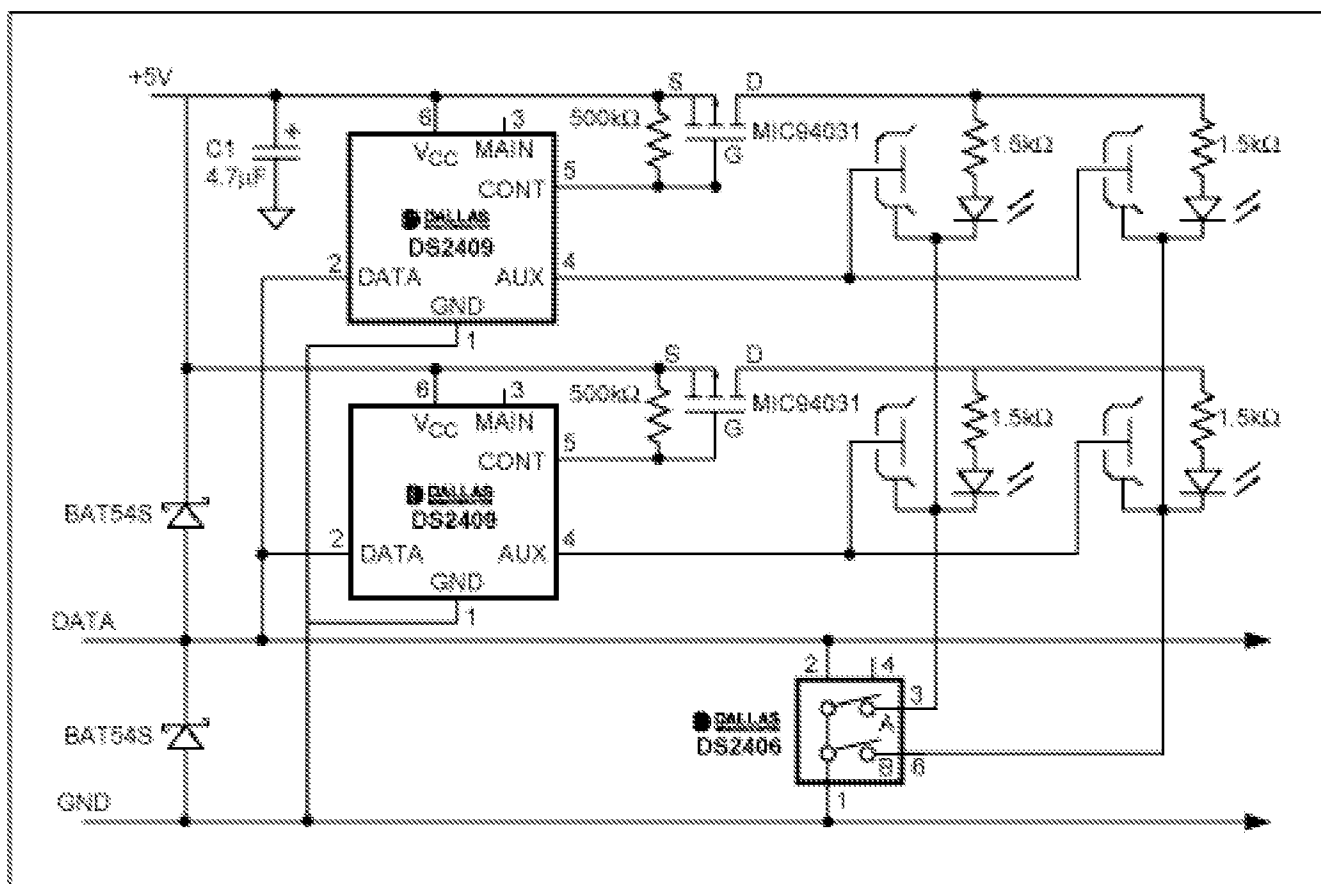 +5V
S D
500kΩ
MIC94031
G
6 3
VCC MAIN
5
CONT
DALLAS
DS2409
C1 +
4.7µF
1.5kΩ
1.5kΩ
2 4
DATA AUX
GND
1
S D
500kΩ
MIC94031
G
6 3
VCC MAIN
5
CONT
DALLAS
DS2409
1.5kΩ
1.5kΩ
BAT54S
2 4
DATA AUX
GND
1
DATA
2 4
3
A
DALLAS
DS2406
B 6
1
BAT54S
GND